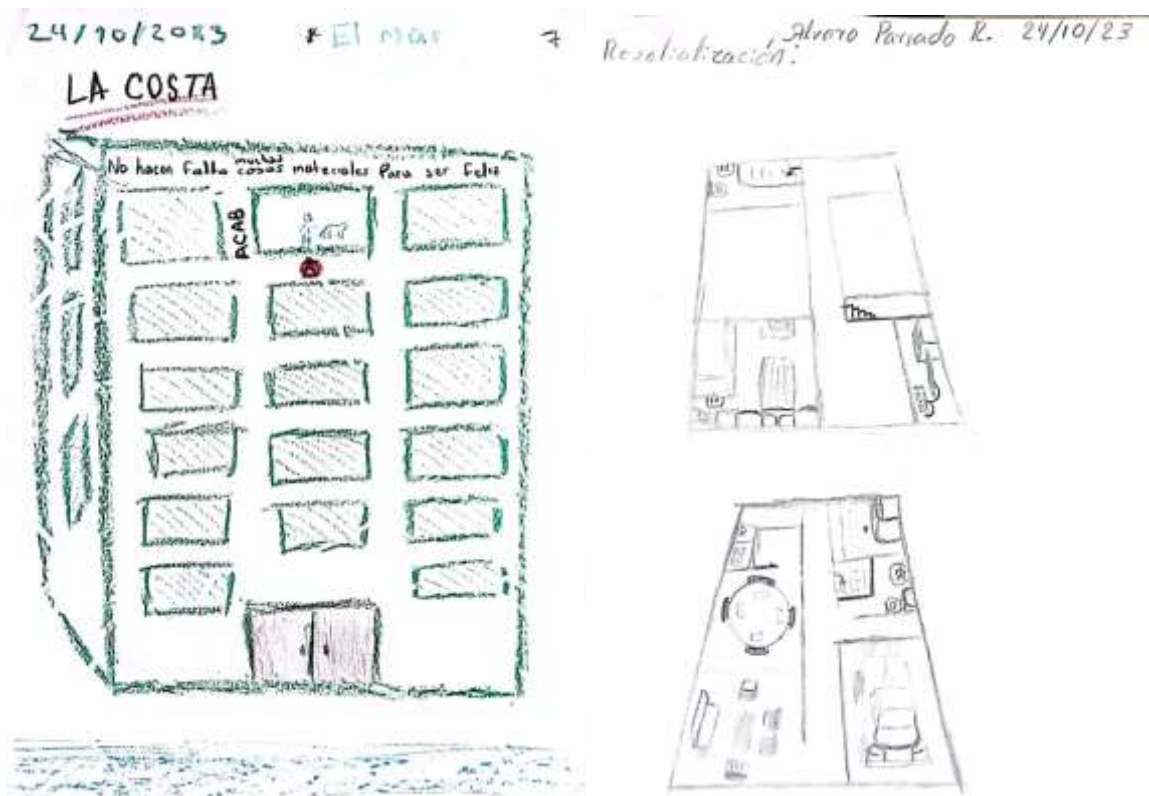 24/10/2023 * El mar 7
LA COSTA
No hacen falta muchas cosas materiales Para ser Feliz
ACAB
Alvaro Parrado R. 24/10/23